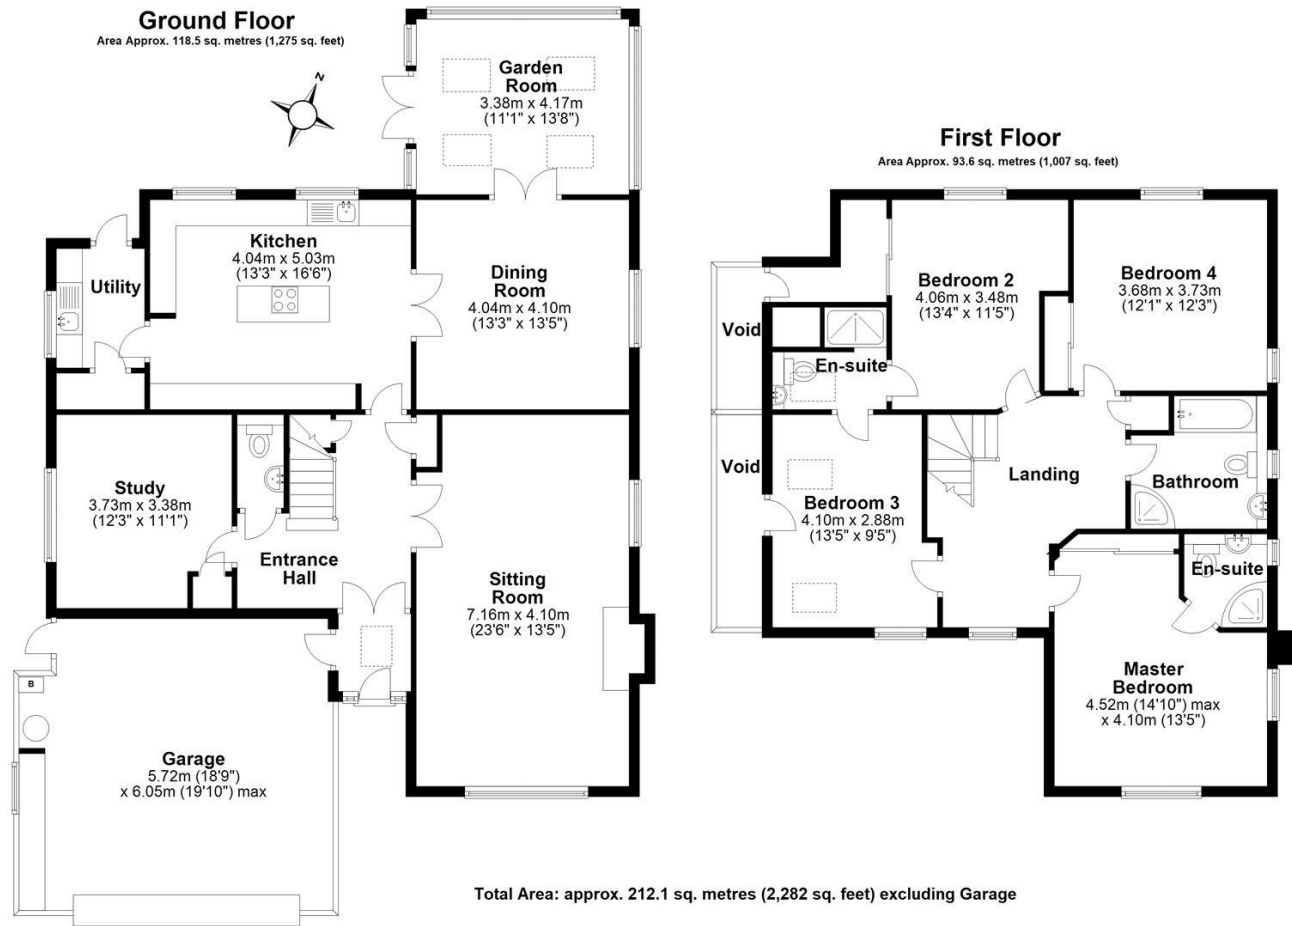 Ground Floor
Area Approx. 118.5 sq. metres (1,275 sq. feet)
N
Garden
Room
3.38m x 4.17m
(11'1" x 13'8")
Kitchen
4.04m x 5.03m
(13'3" x 16'6")
Utility
Dining
Room
4.04m x 4.10m
(13'3" x 13'5")
Study
3.73m x 3.38m
(12'3" x 11'1")
Entrance
Hall
Sitting
Room
7.16m x 4.10m
(23'6" x 13'5")
B
Garage
5.72m (18'9")
x 6.05m (19'10") max
First Floor
Area Approx. 93.6 sq. metres (1,007 sq. feet)
Bedroom 2
4.06m x 3.48m
(13'4" x 11'5")
Bedroom 4
3.68m x 3.73m
(12'1" x 12'3")
Void
En-suite
Void
Bedroom 3
4.10m x 2.88m
(13'5" x 9'5")
Landing
Bathroom
En-suite
Master
Bedroom
4.52m (14'10") max
x 4.10m (13'5")
Total Area: approx. 212.1 sq. metres (2,282 sq. feet) excluding Garage